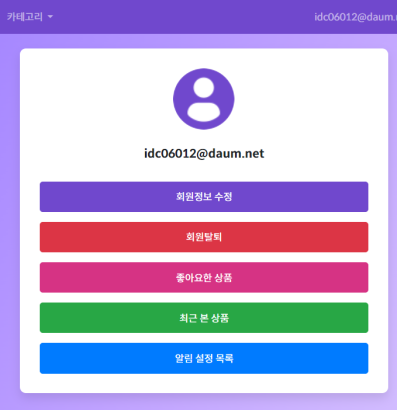 카테고리
idc06012@daum.
idc06012@daum.net
회원정보 수정
회원탈퇴
좋아요한 상품
최근 본 상품
알림 설정 목록